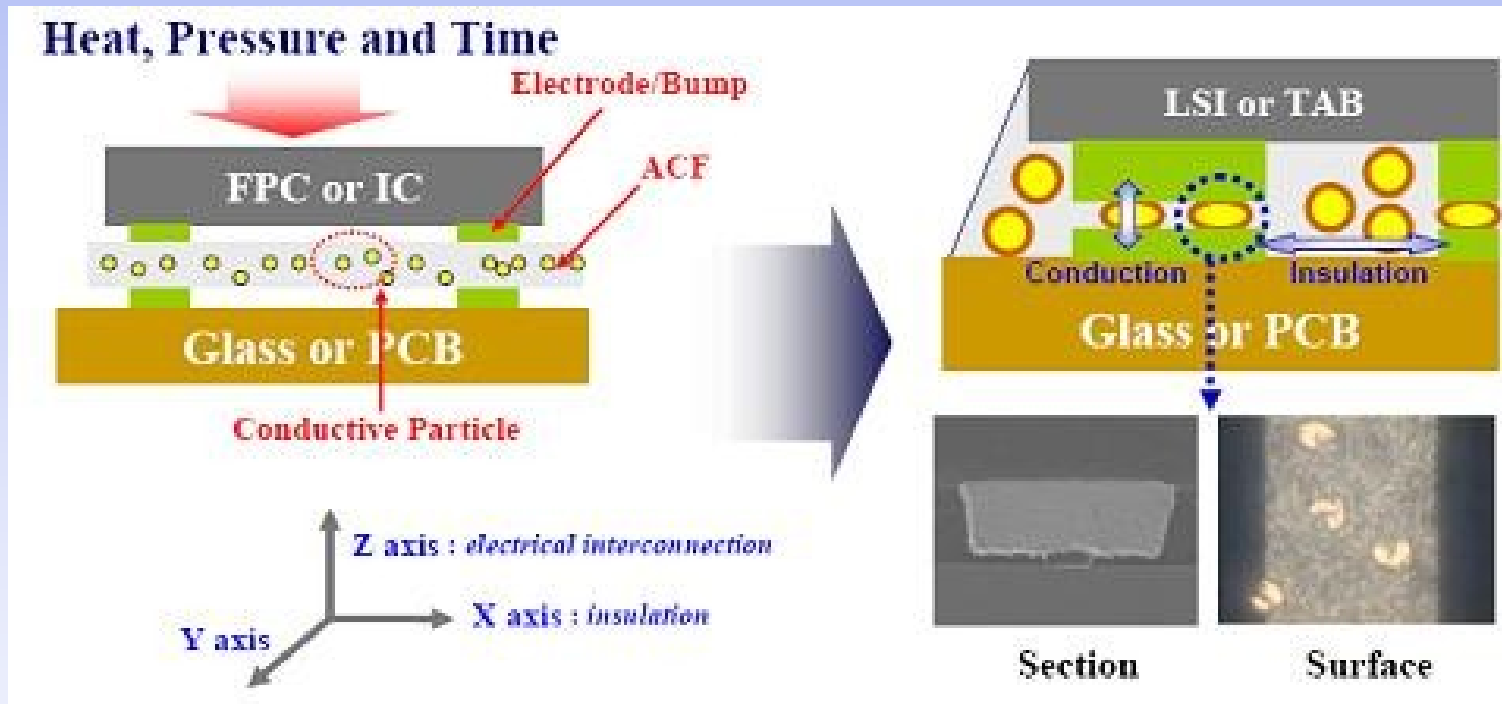 Heat, Pressure and Time
Electrode/Bump
ACF
FPC or IC
Glass or PCB
Conductive Particle
Z axis : electrical interconnection
X axis : insulation
Y axis
LSI or TAB
Conduction
Insulation
Glass or PCB
Section
Surface